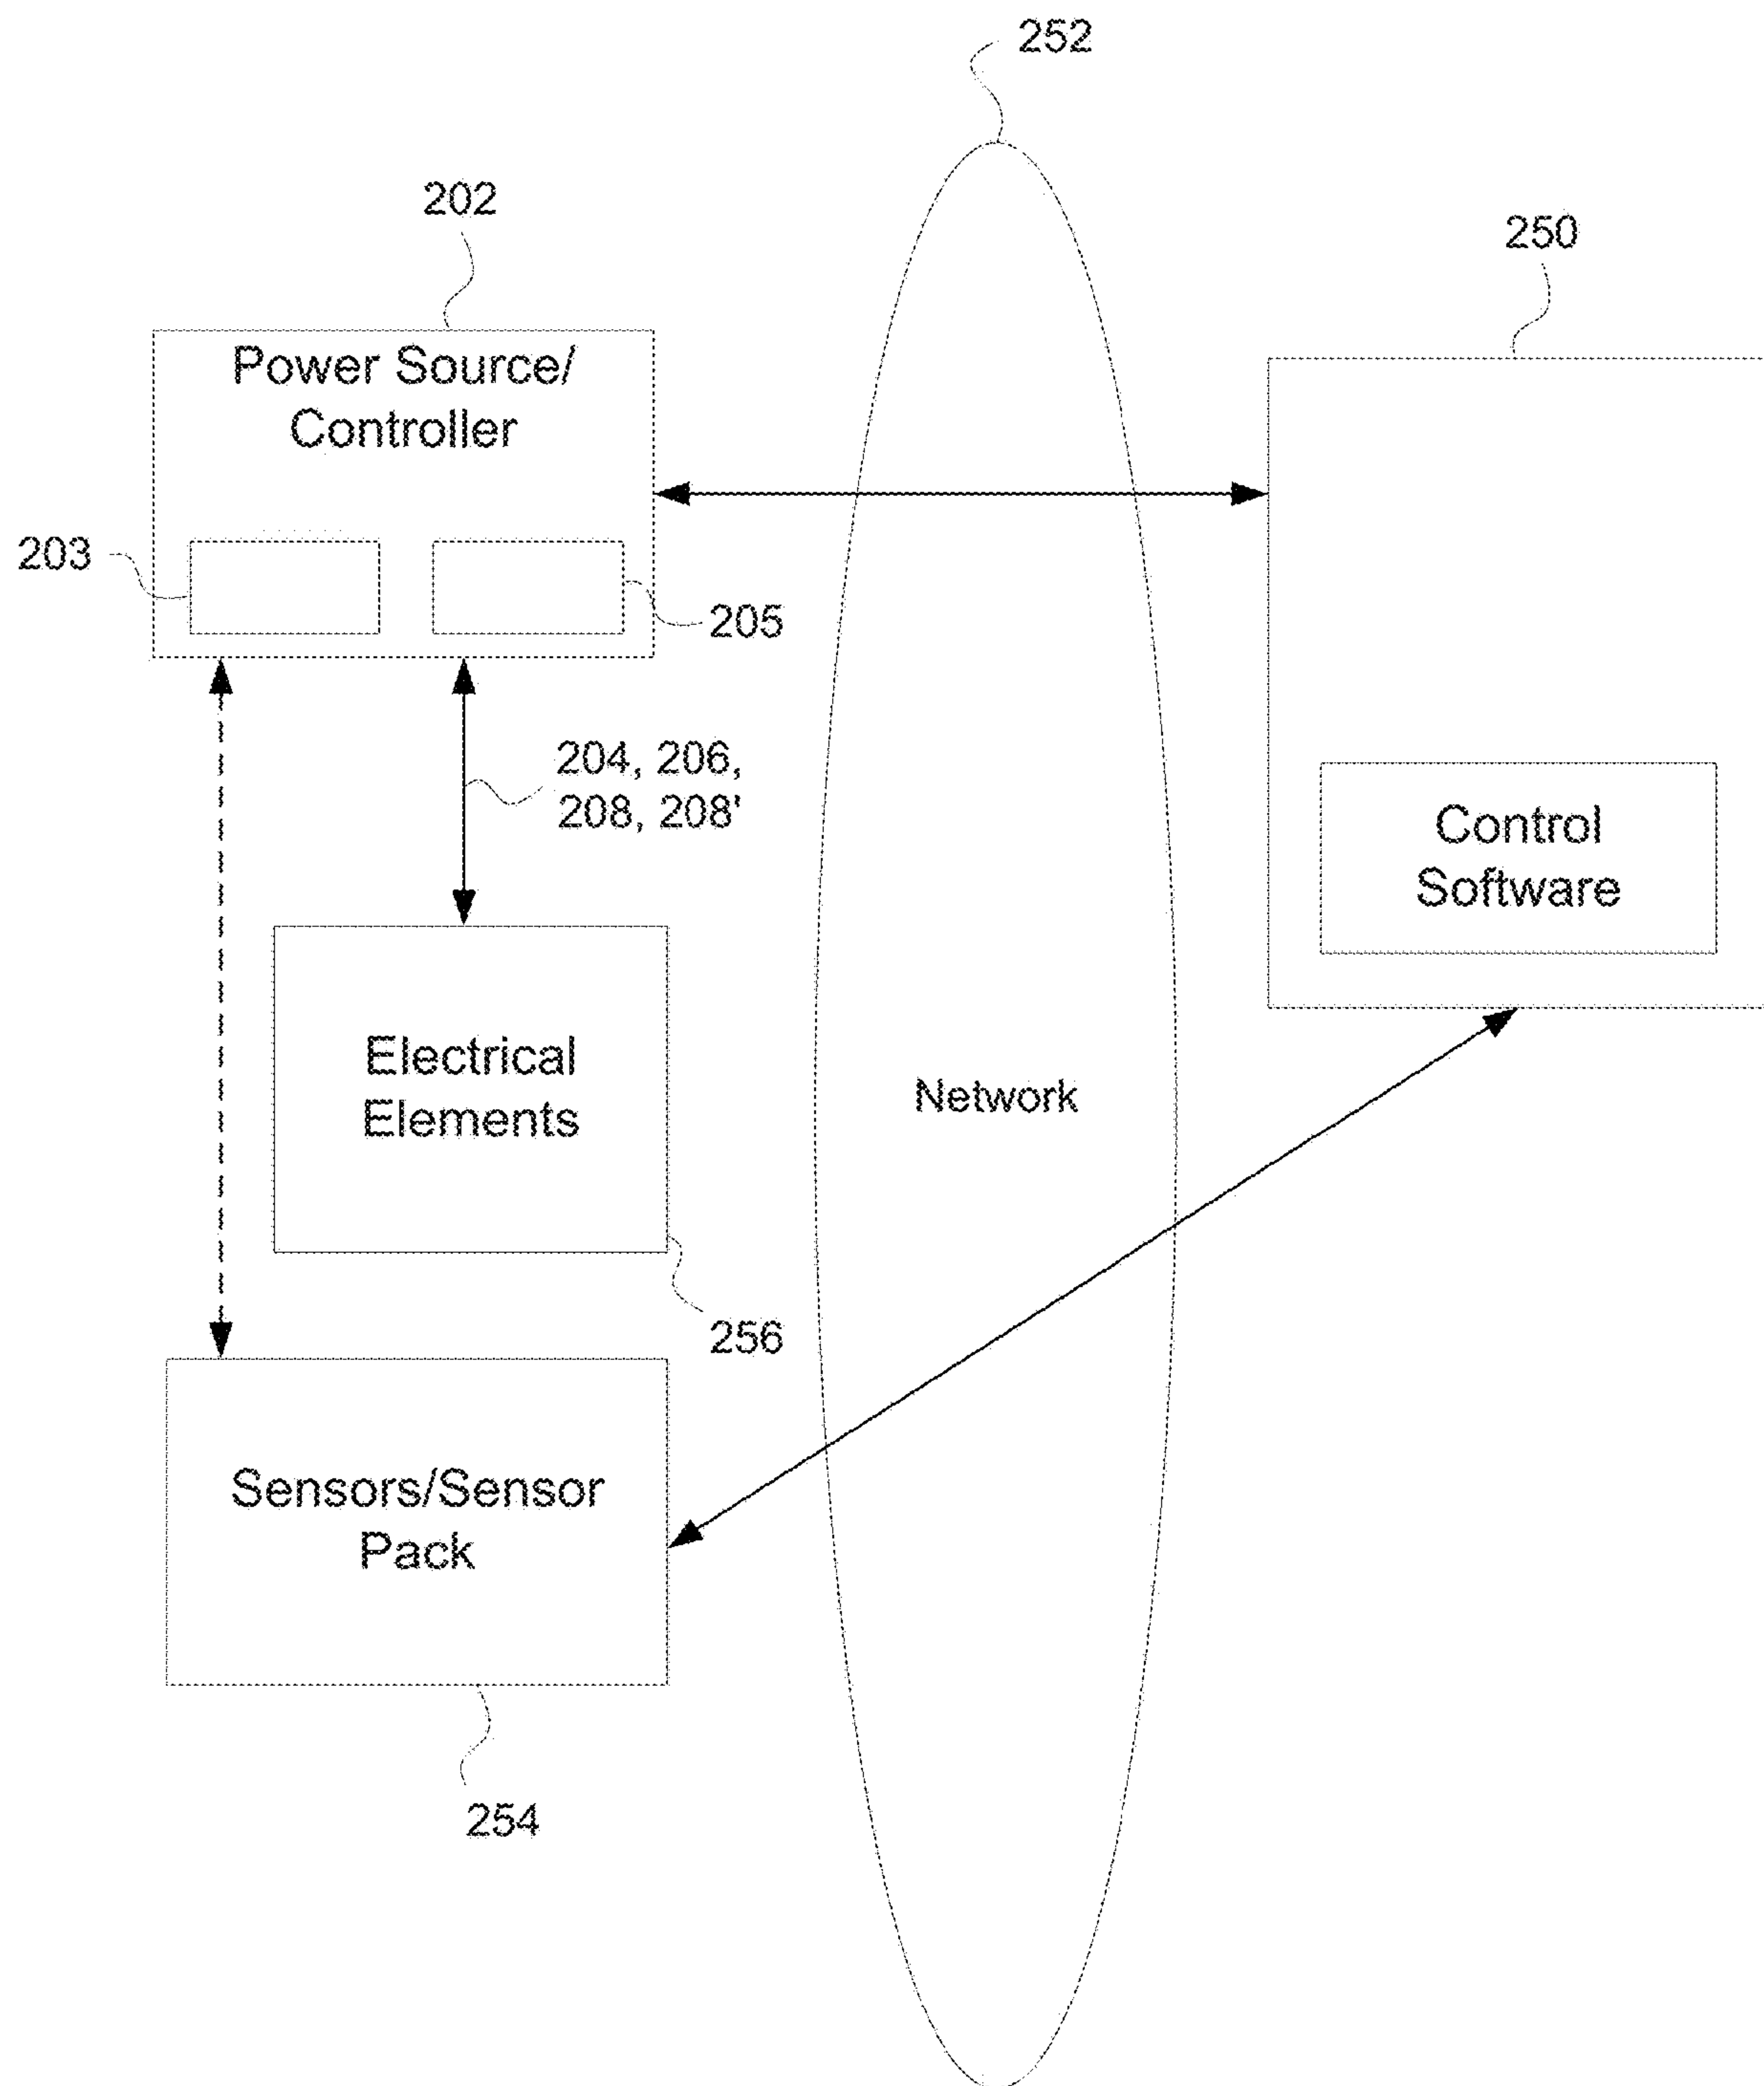 252
202
250
Power Source/
Controller
203
205
204, 206,
208, 208'
Control
Software
Electrical
Elements
Network
256
Sensors/Sensor
Pack
254